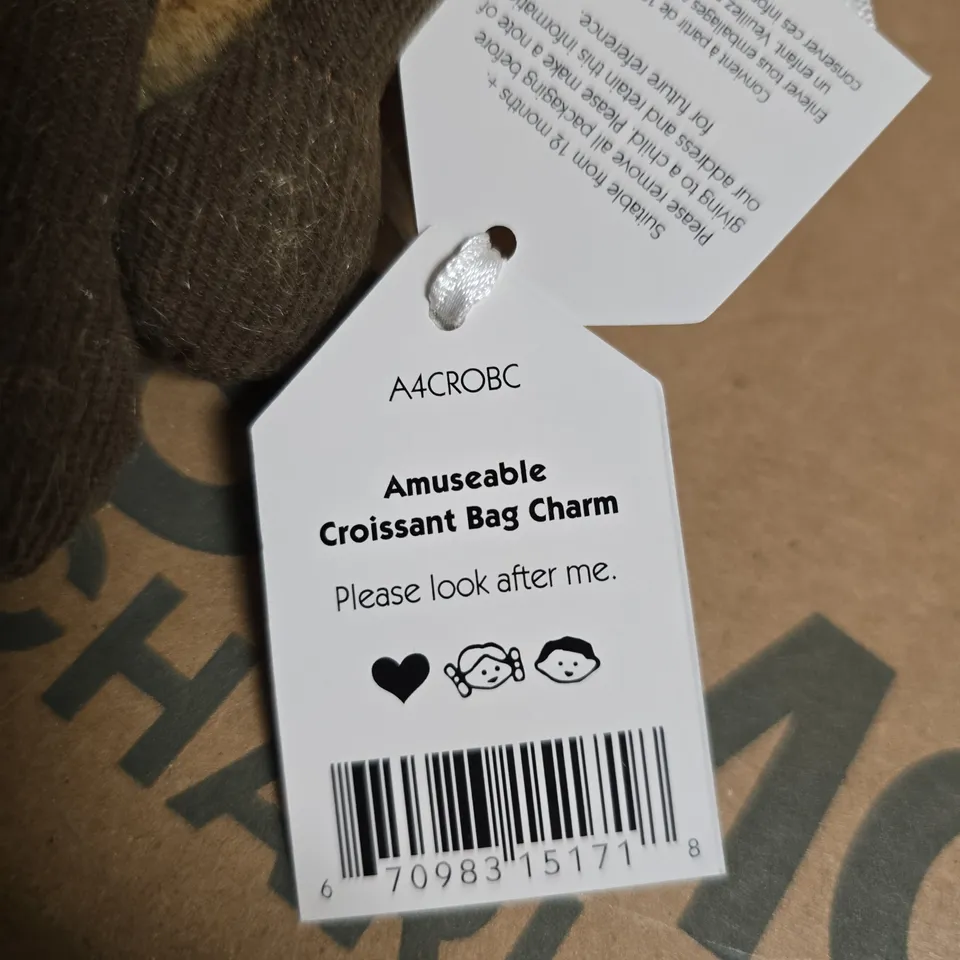 A4CROBC
Amuseable
Croissant Bag Charm
Please look after me.
6 70983 15171 8
Suitable from 12 months +.
Please remove all packaging before
giving to a child. Please make a note of
our address and retain this informati
for future reference.
Convient à partir de 1
Enlever tous emballages a
un enfant. Veuillez
conserver ces infor